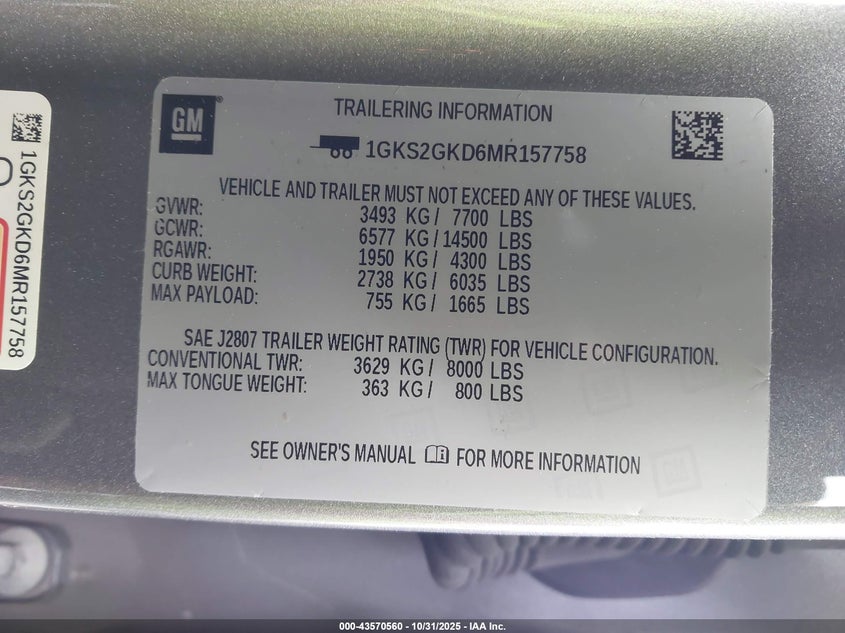 GM
TRAILERING INFORMATION
1GKS2GKD6MR157758
VEHICLE AND TRAILER MUST NOT EXCEED ANY OF THESE VALUES.
GVWR: 3493 KG / 7700 LBS
GCWR: 6577 KG / 14500 LBS
RGAWR: 1950 KG / 4300 LBS
CURB WEIGHT: 2738 KG / 6035 LBS
MAX PAYLOAD: 755 KG / 1665 LBS
SAE J2807 TRAILER WEIGHT RATING (TWR) FOR VEHICLE CONFIGURATION.
CONVENTIONAL TWR: 3629 KG / 8000 LBS
MAX TONGUE WEIGHT: 363 KG / 800 LBS
SEE OWNER'S MANUAL FOR MORE INFORMATION
1GKS2GKD6MR157758
000-43570560 - 10/31/2025 - IAA Inc.